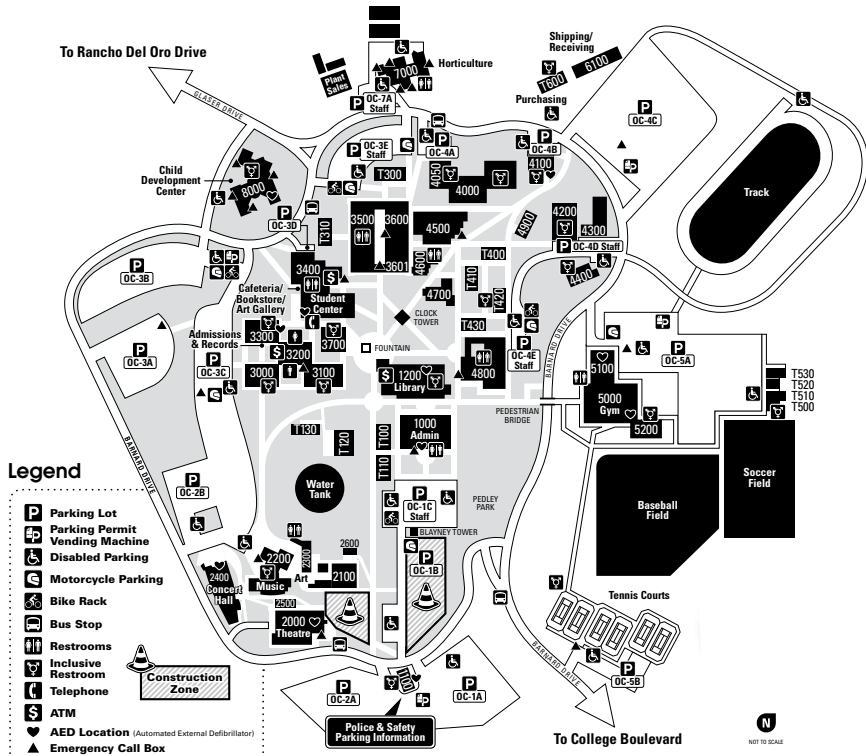 To Rancho Del Oro Drive
GLASER DRIVE
Plant
Sales
7000
Horticulture
Shipping/
Receiving
6100
T600
Purchasing
P
OC-7A
Staff
P
OC-3E
Staff
P
OC-4A
P
OC-4B
P
OC-4C
Track
Child
Development
Center
8000
P
OC-3D
T310
T300
3500
3600
3601
4050
4000
4100
4500
4600
4900
4200
4300
P
OC-4D Staff
4400
T400
T410
T420
T430
4700
CLOCK
TOWER
P
OC-3B
3400
Cafeteria/
Bookstore/
Art Gallery
$
Student
Center
Admissions
& Records
3300
$
3200
3700
3000
3100
FOUNTAIN
P
OC-3A
P
OC-3C
$
1200
Library
4800
P
OC-4E
Staff
BARNARD DRIVE
PEDESTRIAN
BRIDGE
P
OC-5A
5100
5000
Gym
5200
T530
T520
T510
T500
Soccer
Field
Baseball
Field
BARNARD DRIVE
T130
T120
T100
T110
1000
Admin
Water
Tank
P
OC-1C
Staff
PEDLEY
PARK
BLAYNEY TOWER
P
OC-1B
P
OC-2B
2400
Concert
Hall
2200
Music
2300
Art
2600
2100
2500
2000
Theatre
Tennis Courts
BARNARD DRIVE
P
OC-5B
P
OC-2A
1100
P
OC-1A
Police & Safety
Parking Information
To College Boulevard
N
NOT TO SCALE
Legend
P Parking Lot
P Parking Permit
Vending Machine
Disabled Parking
Motorcycle Parking
Bike Rack
Bus Stop
Restrooms
Inclusive
Restroom
Telephone
$ ATM
AED Location (Automated External Defibrillator)
Emergency Call Box
Construction
Zone